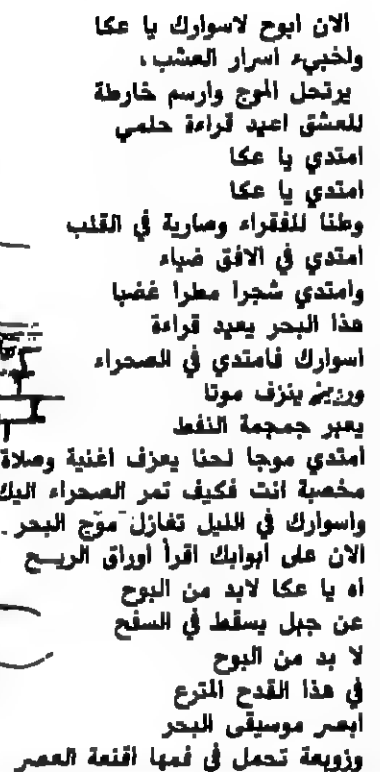 الان ابوح لاسوارك يا عكا
واخبيء اسرار العشب،
يرتحل الموج وارسم خارطة
للعشق اعيد قراءة حلمي
امتدي يا عكا
امتدي يا عكا
وطنا للفقراء وصارية في القلب
امتدي في الافق ضياء
وامتدي شجرا مطرا غضبا
هذا البحر يعيد قراءة
اسوارك فامتدي في الصحراء
ينزف موتا
يعبر جمجمة النفط
امتدي موجا لحنا يعزف اغنية وصلاة
مخصبة انت فكيف تمر الصحراء اليك
واسوارك في الليل تغازل موج البحر .
الان على أبوابك اقرأ اوراق الريــح
اه يا عكا لابد من البوح
عن جبل يسقط في السفح
لا بد من البوح
في هذا القدح المترع
ابصر موسيقى البحر
وزوبعة تحمل في فمها اقنعة العصر